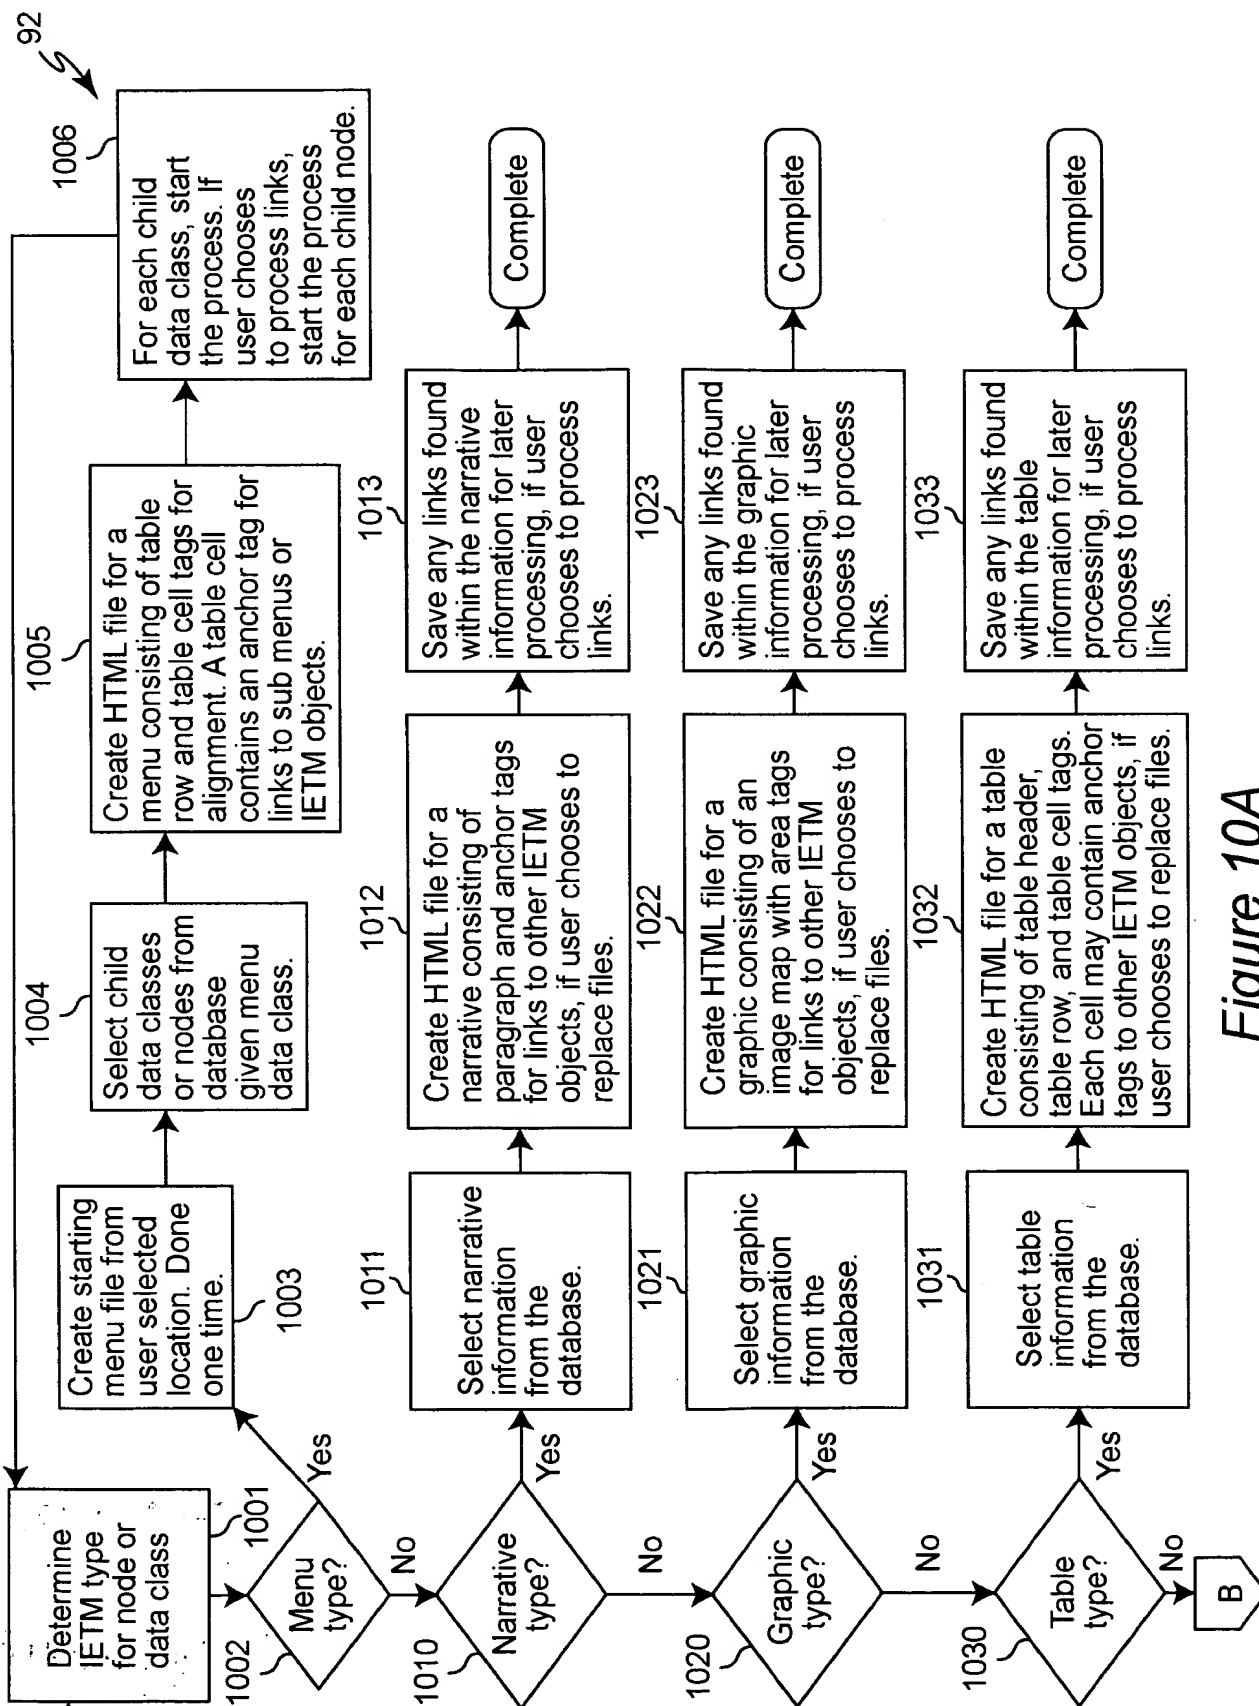 92
Determine
IETM type
for node or
data class
1001
1002
Menu
type?
Yes
No
Create starting
menu file from
user selected
location. Done
one time.
1003
1004
Select child
data classes
or nodes from
database
given menu
data class.
1005
Create HTML file for a
menu consisting of table
row and table cell tags for
alignment. A table cell
contains an anchor tag for
links to sub menus or
IETM objects.
1006
For each child
data class, start
the process. If
user chooses
to process links,
start the process
for each child node.
1010
Narrative
type?
Yes
No
1011
Select narrative
information
from the
database.
1012
Create HTML file for a
narrative consisting of
paragraph and anchor tags
for links to other IETM
objects, if user chooses to
replace files.
1013
Save any links found
within the narrative
information for later
processing, if user
chooses to process
links.
Complete
1020
Graphic
type?
Yes
No
1021
Select graphic
information
from the
database.
1022
Create HTML file for a
graphic consisting of an
image map with area tags
for links to other IETM
objects, if user chooses to
replace files.
1023
Save any links found
within the graphic
information for later
processing, if user
chooses to process
links.
Complete
1030
Table
type?
Yes
No
1031
Select table
information
from the
database.
1032
Create HTML file for a table
consisting of table header,
table row, and table cell tags.
Each cell may contain anchor
tags to other IETM objects, if
user chooses to replace files.
1033
Save any links found
within the table
information for later
processing, if user
chooses to process
links.
Complete
B
Figure 10A